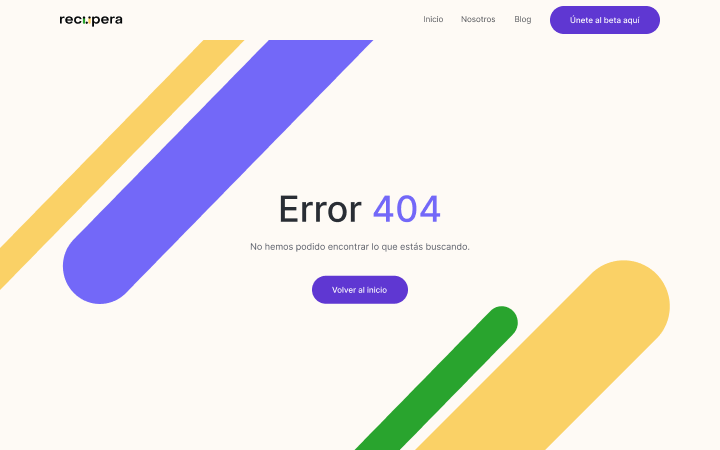 recupera
Inicio Nosotros Blog Únete al beta aquí
Error 404
No hemos podido encontrar lo que estás buscando.
Volver al inicio